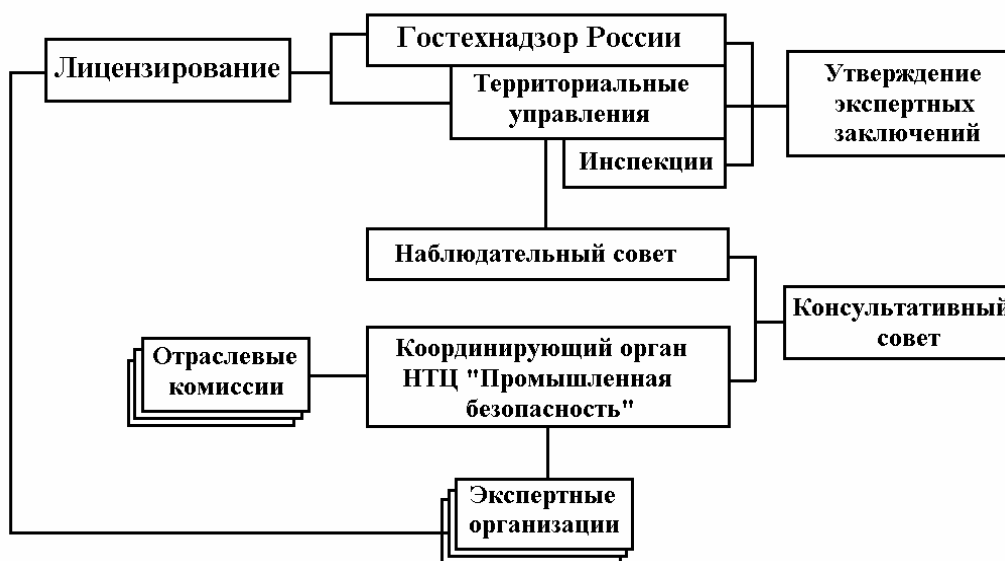 Гостехнадзор России
Лицензирование
Территориальные
управления
Утверждение
экспертных
заключений
Инспекции
Наблюдательный совет
Консультативный
совет
Отраслевые
комиссии
Координирующий орган
НТЦ "Промышленная
безопасность"
Экспертные
организации